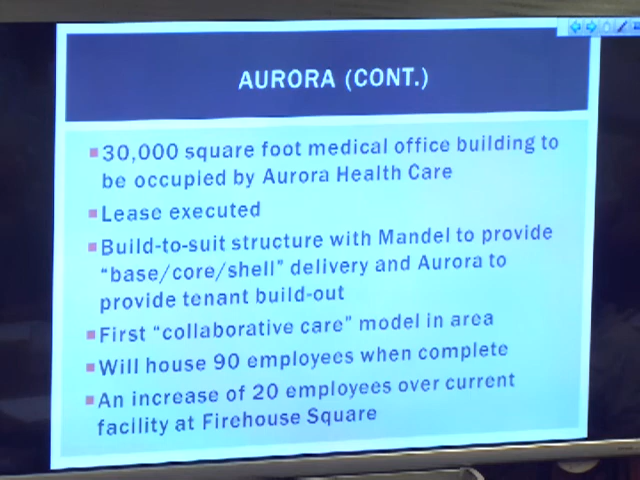 AURORA (CONT.)
30,000 square foot medical office building to
be occupied by Aurora Health Care
Lease executed
Build-to-suit structure with Mandel to provide
“base/core/shell” delivery and Aurora to
provide tenant build-out
First “collaborative care” model in area
Will house 90 employees when complete
An increase of 20 employees over current
facility at Firehouse Square